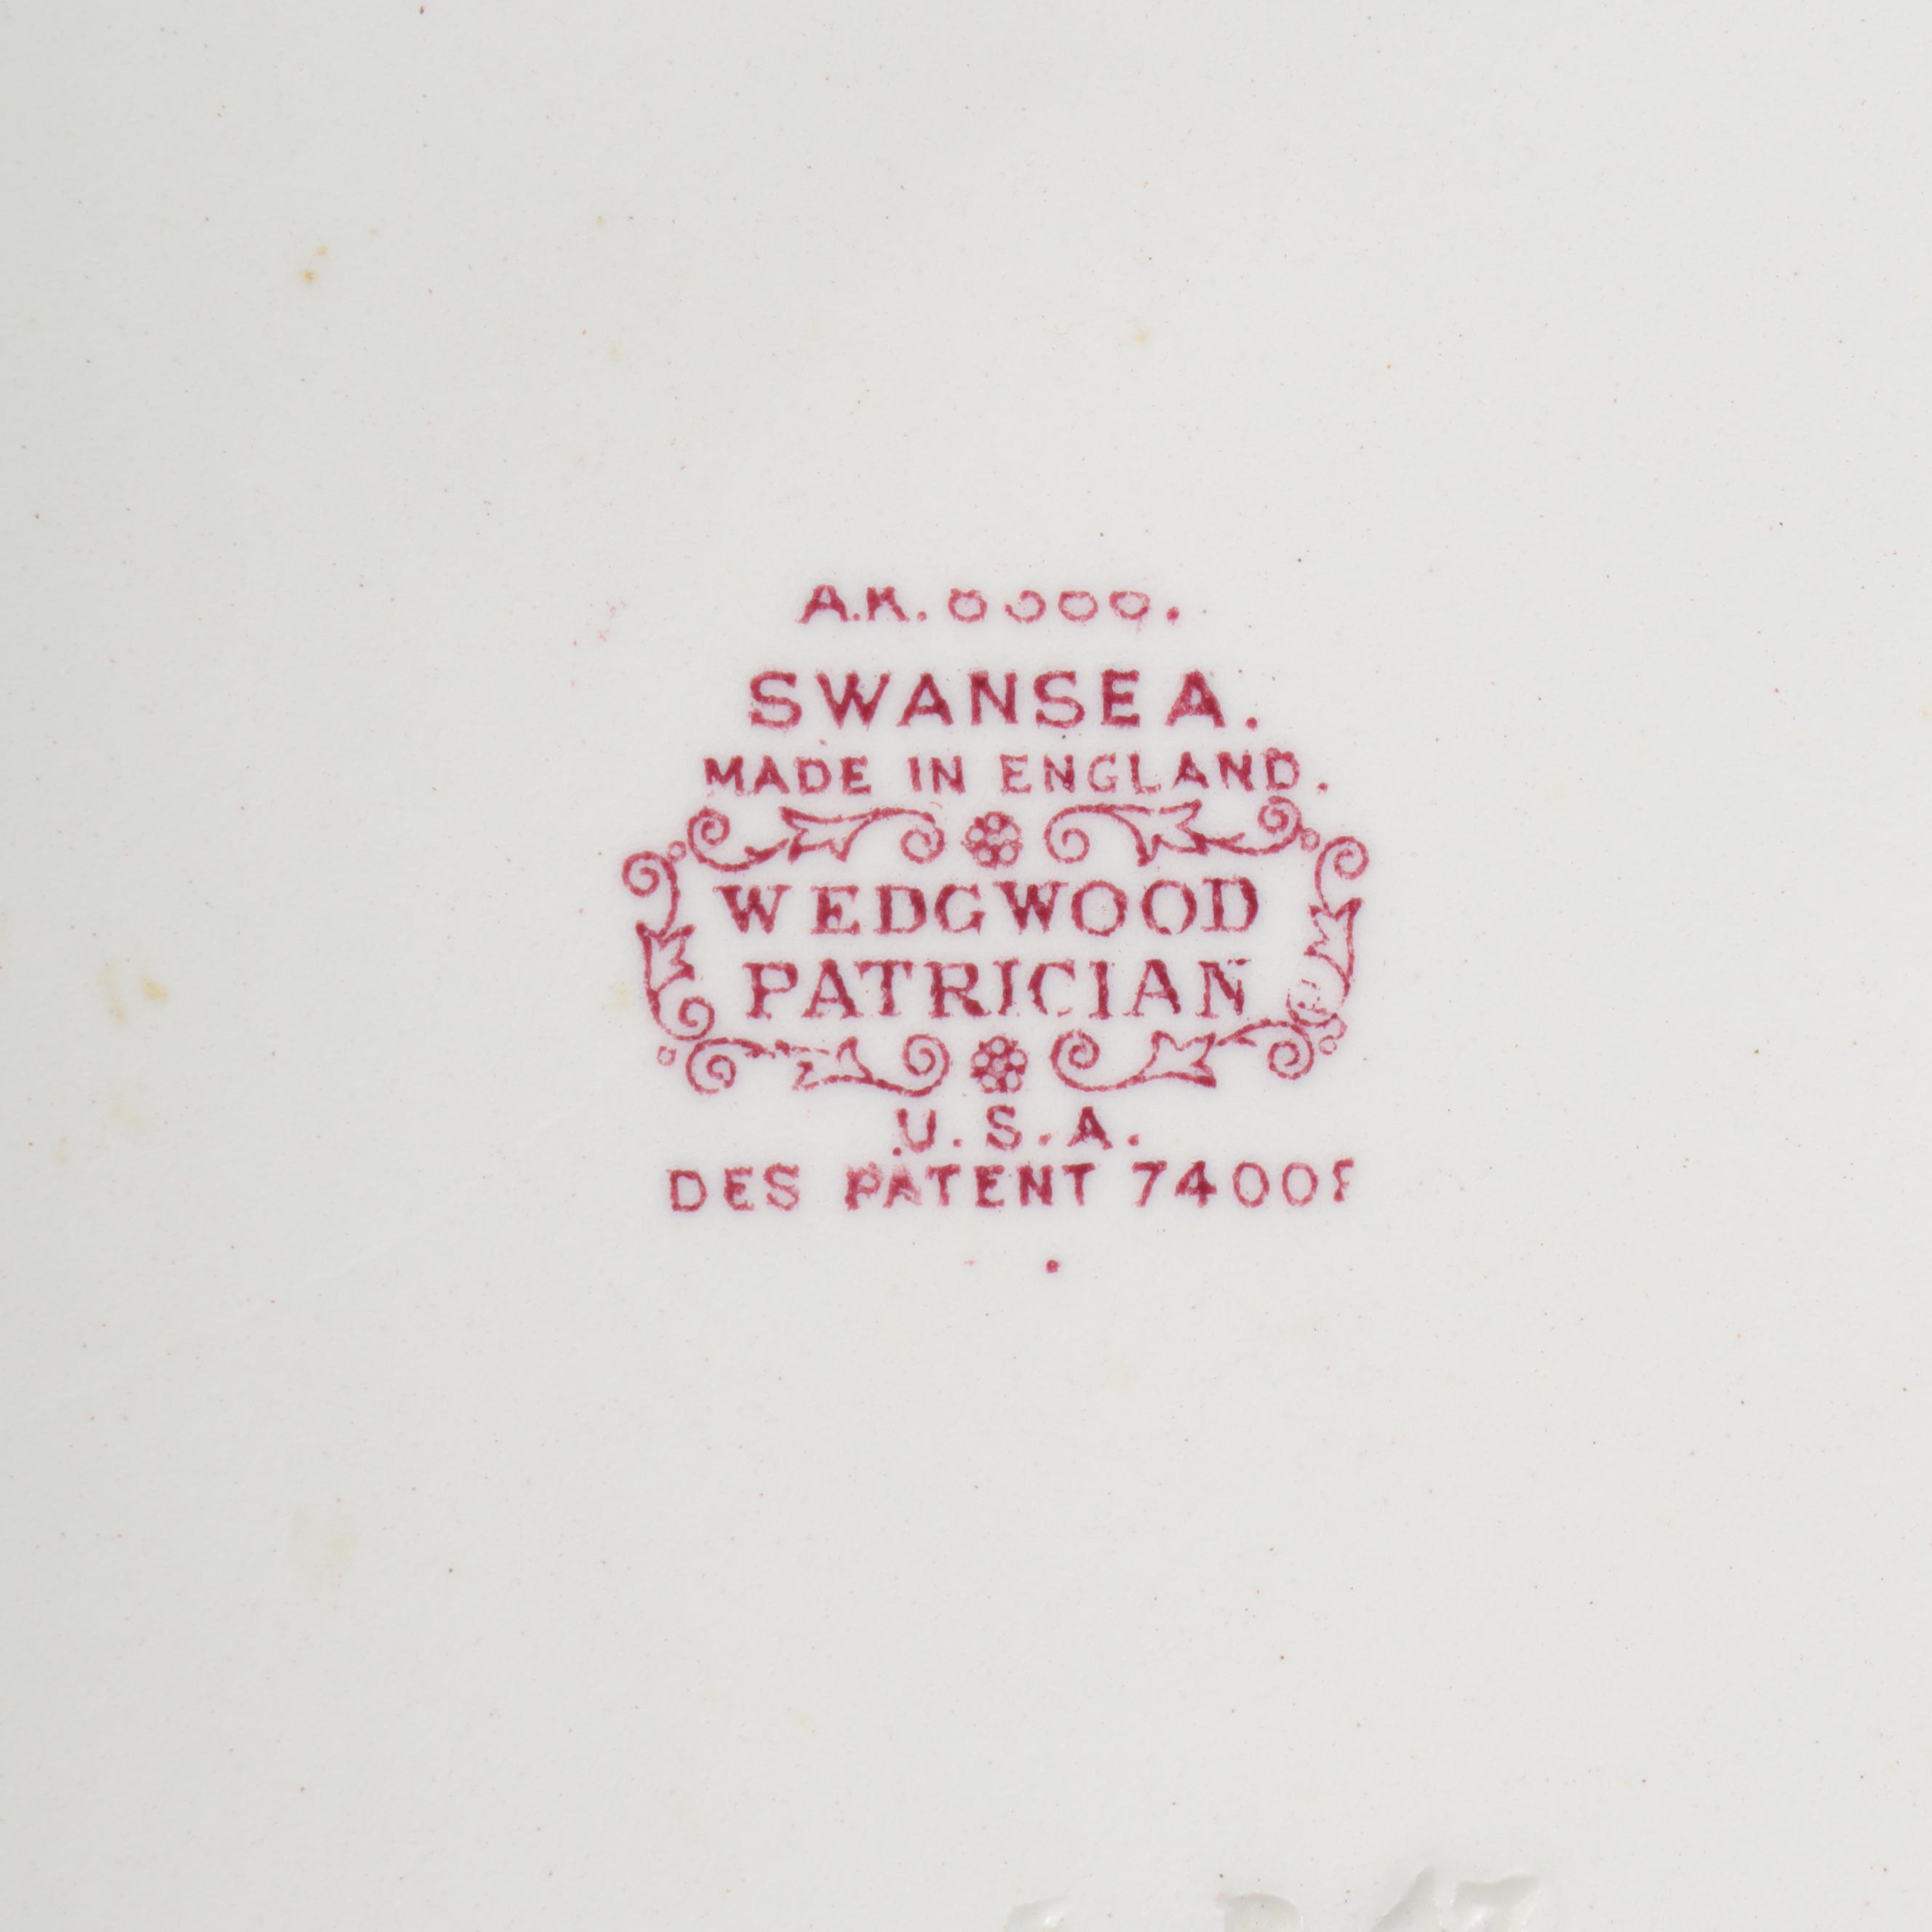 A.K.
SWANSEA.
MADE IN ENGLAND.
WEDGWOOD
PATRICIAN
U.S.A.
DES PATENT